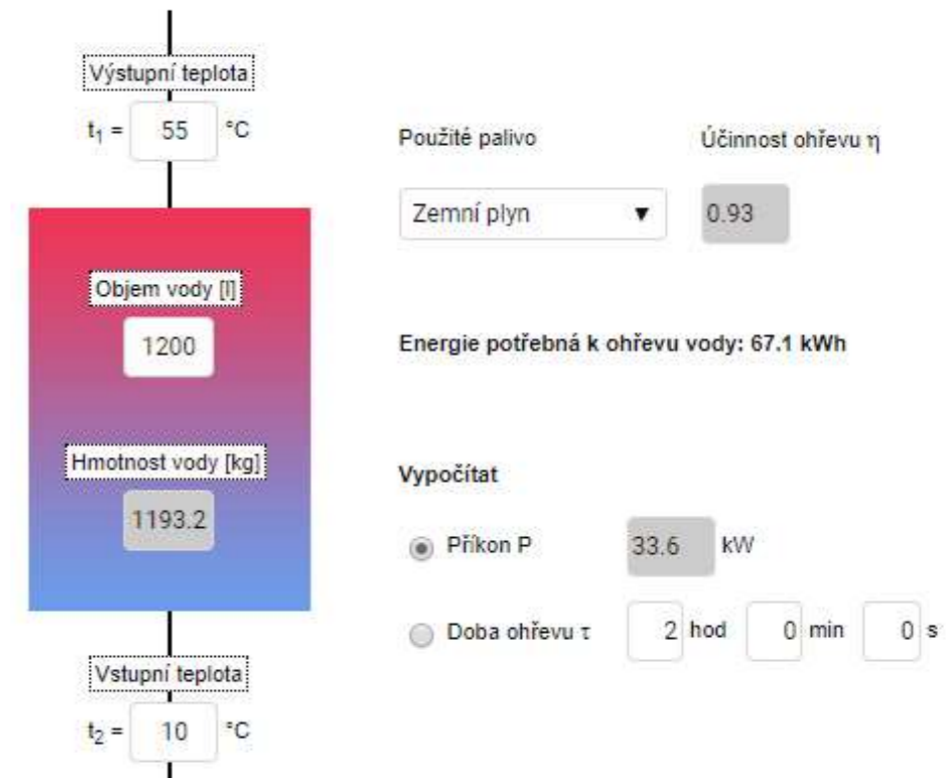 Výstupní teplota
t₁ = 55 °C
Použité palivo
Účinnost ohřevu η
Zemní plyn ▼
0.93
Objem vody [l]
1200
Energie potřebná k ohřevu vody: 67.1 kWh
Hmotnost vody [kg]
1193.2
Vypočítat
Příkon P 33.6 kW
Doba ohřevu τ 2 hod 0 min 0 s
Vstupní teplota
t₂ = 10 °C